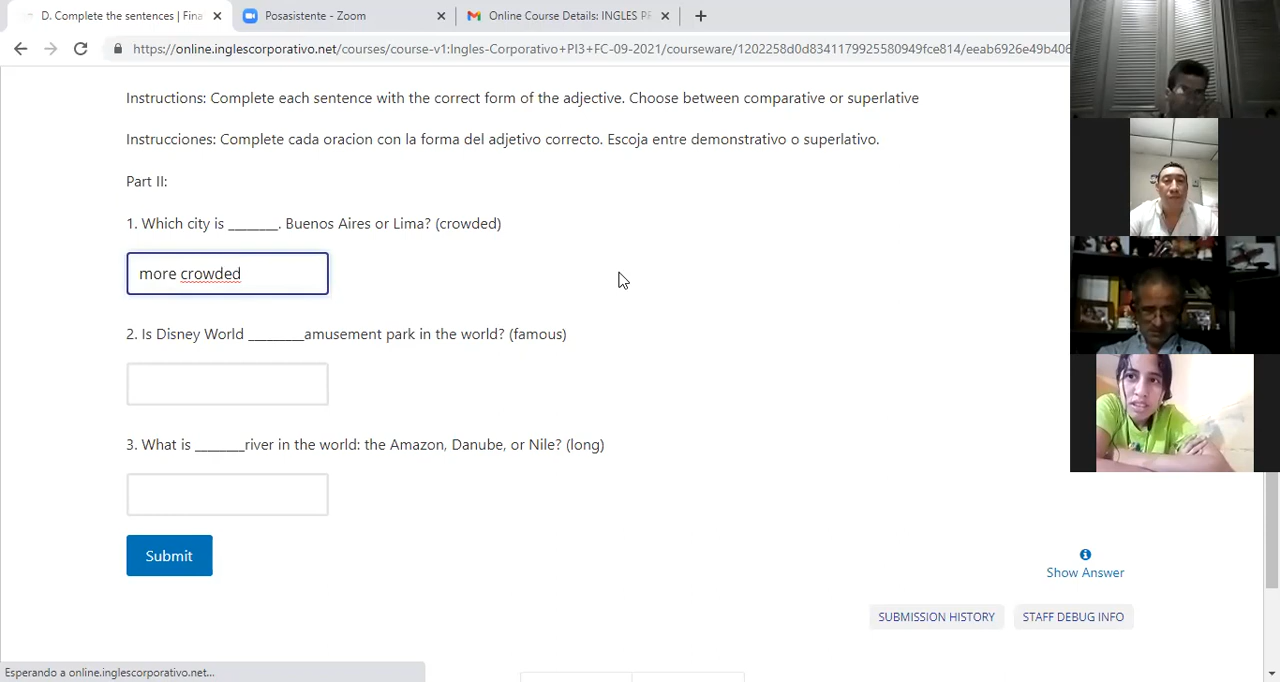 D. Complete the sentences | Fina
Posasistente - Zoom
Online Course Details: INGLES PF
https://online.inglescorporativo.net/courses/course-v1:Ingles-Corporativo+PI3+FC-09-2021/courseware/1202258d0d8341179925580949fce814/eeab6926e49b406
Instructions: Complete each sentence with the correct form of the adjective. Choose between comparative or superlative
Instrucciones: Complete cada oracion con la forma del adjetivo correcto. Escoja entre demonstrativo o superlativo.
Part II:
1. Which city is ________. Buenos Aires or Lima? (crowded)
more crowded
2. Is Disney World _________amusement park in the world? (famous)
3. What is ________river in the world: the Amazon, Danube, or Nile? (long)
Submit
Show Answer
SUBMISSION HISTORY
STAFF DEBUG INFO
Esperando a online.inglescorporativo.net...